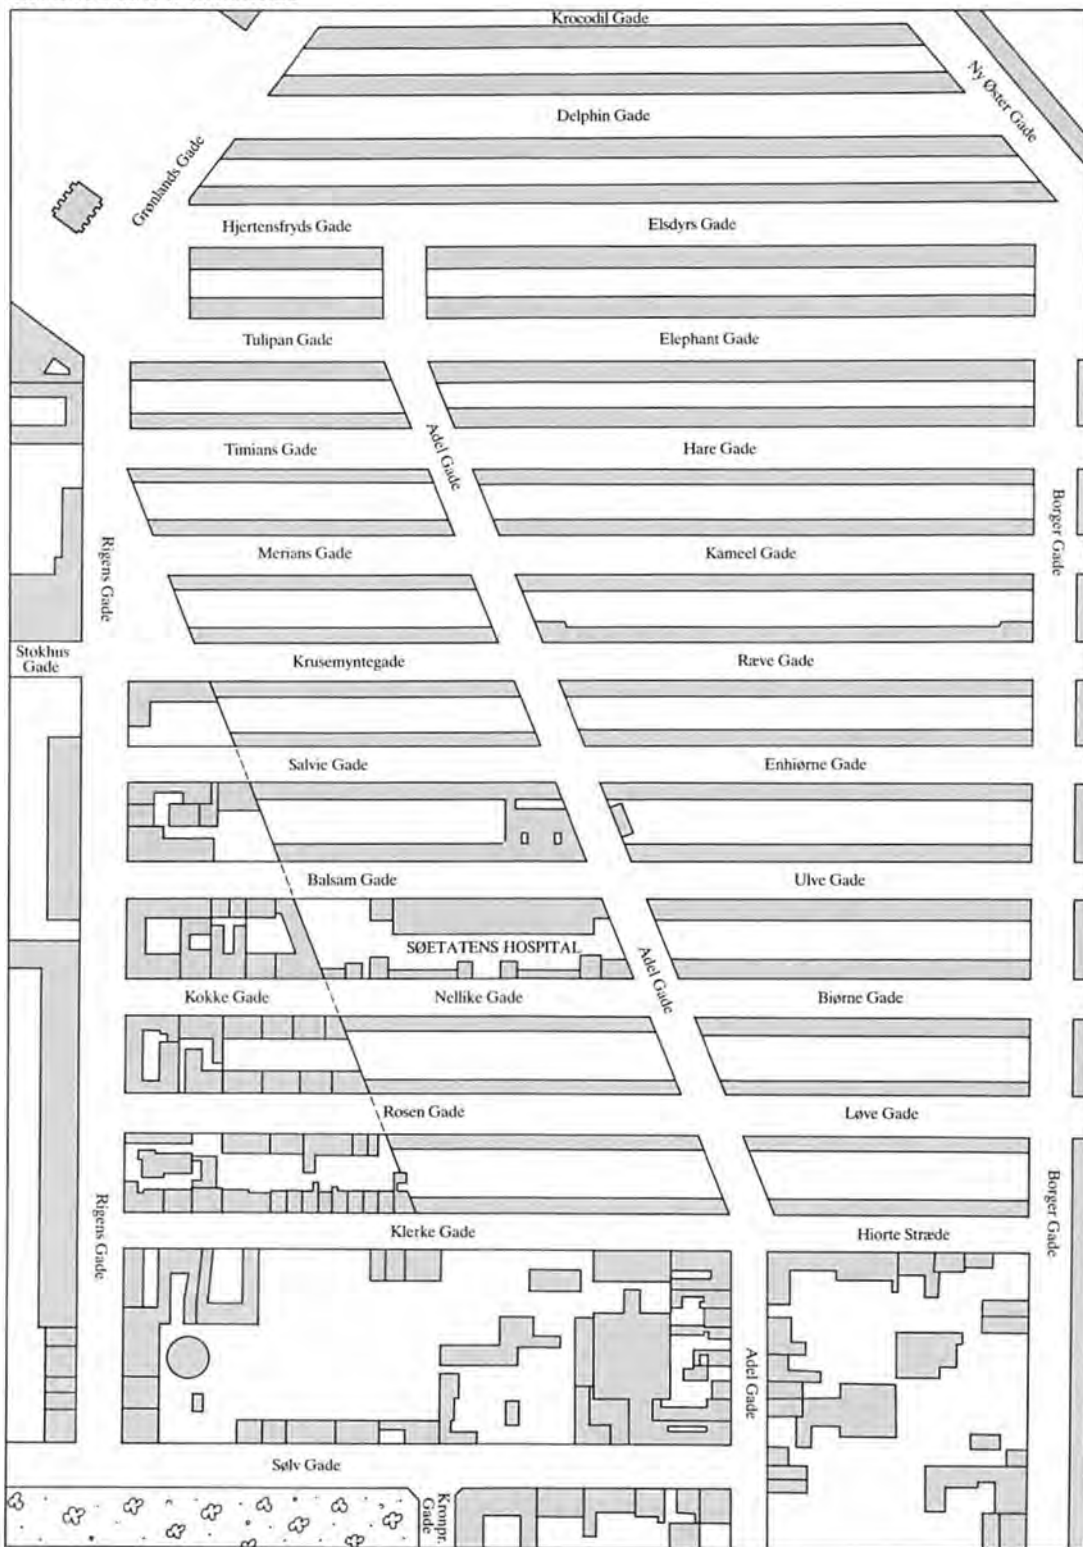 Krocodil Gade
Ny Øster Gade
Delphin Gade
Grønlands Gade
Hjertensfryds Gade
Elsdyrs Gade
Tulipan Gade
Elephant Gade
Adel Gade
Timians Gade
Hare Gade
Borger Gade
Rigens Gade
Merians Gade
Kameel Gade
Stokhus
Gade
Krusemyntegade
Ræve Gade
Salvie Gade
Enhiørne Gade
Balsam Gade
Ulve Gade
SØETATENS HOSPITAL
Adel Gade
Kokke Gade
Nellike Gade
Biørne Gade
Rosen Gade
Løve Gade
Rigens Gade
Borger Gade
Klerke Gade
Hiorte Stræde
Adel Gade
Sølv Gade
Kronpr.
Gade